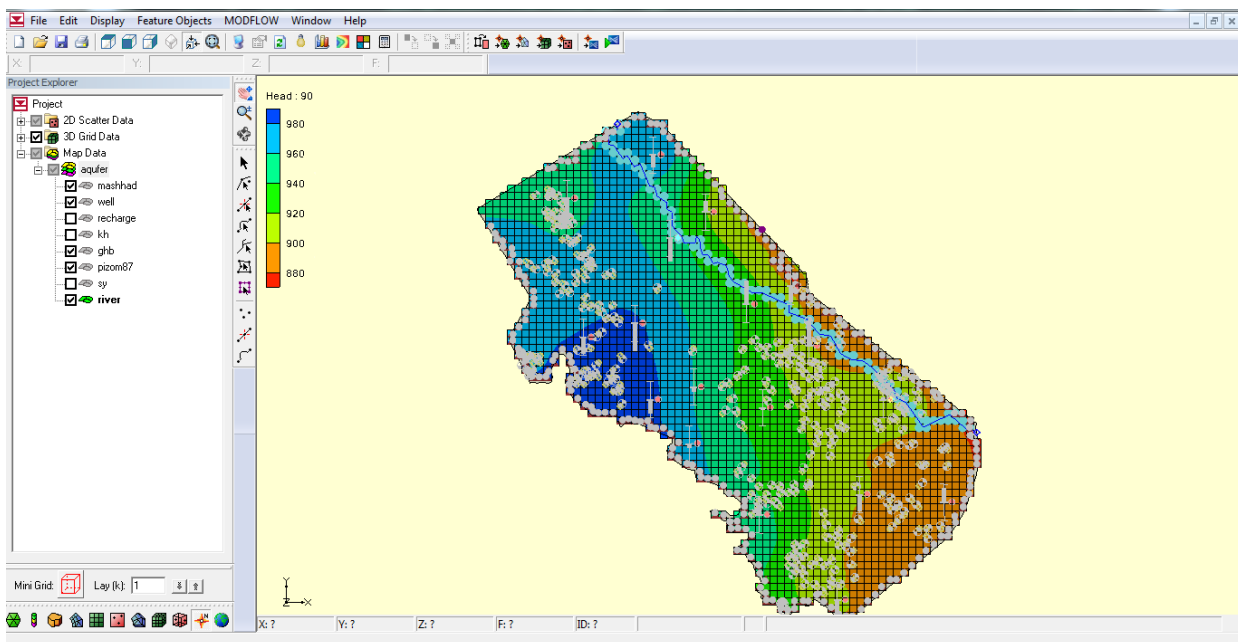 File Edit Display Feature Objects MODFLOW Window Help
X: Y: Z: F:
Project Explorer
Project
2D Scatter Data
3D Grid Data
Map Data
aqufer
mashhad
well
recharge
kh
ghb
pizom87
sy
river
Head : 90
980
960
940
920
900
880
Y
Z X
Mini Grid: Lay (k): 1
X: ? Y: ? Z: ? F: ? ID: ?